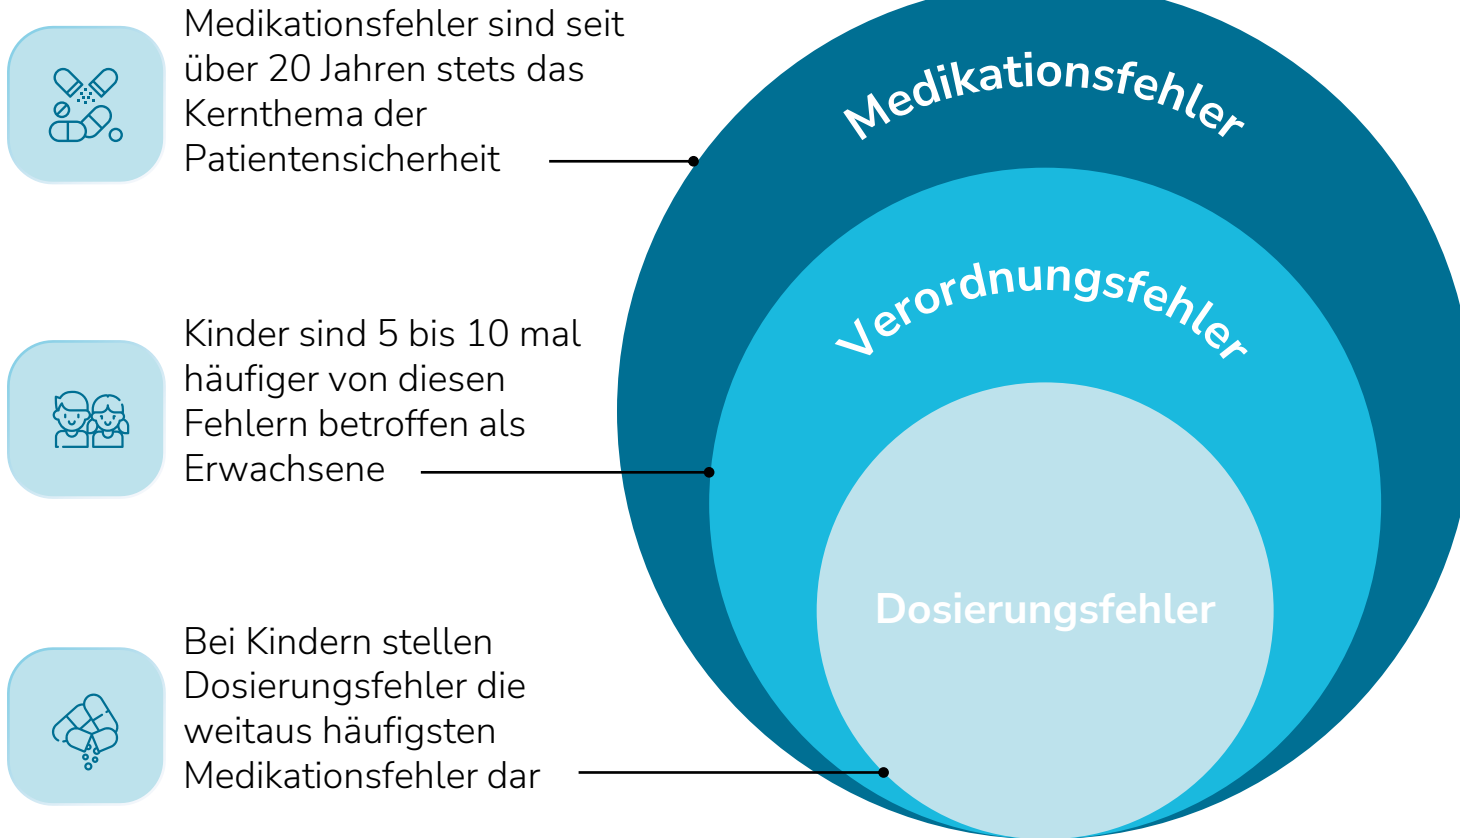 Medikationsfehler sind seit
über 20 Jahren stets das
Kernthema der
Patientensicherheit
Kinder sind 5 bis 10 mal
häufiger von diesen
Fehlern betroffen als
Erwachsene
Bei Kindern stellen
Dosierungsfehler die
weitaus häufigsten
Medikationsfehler dar
Medikationsfehler
Verordnungsfehler
Dosierungsfehler